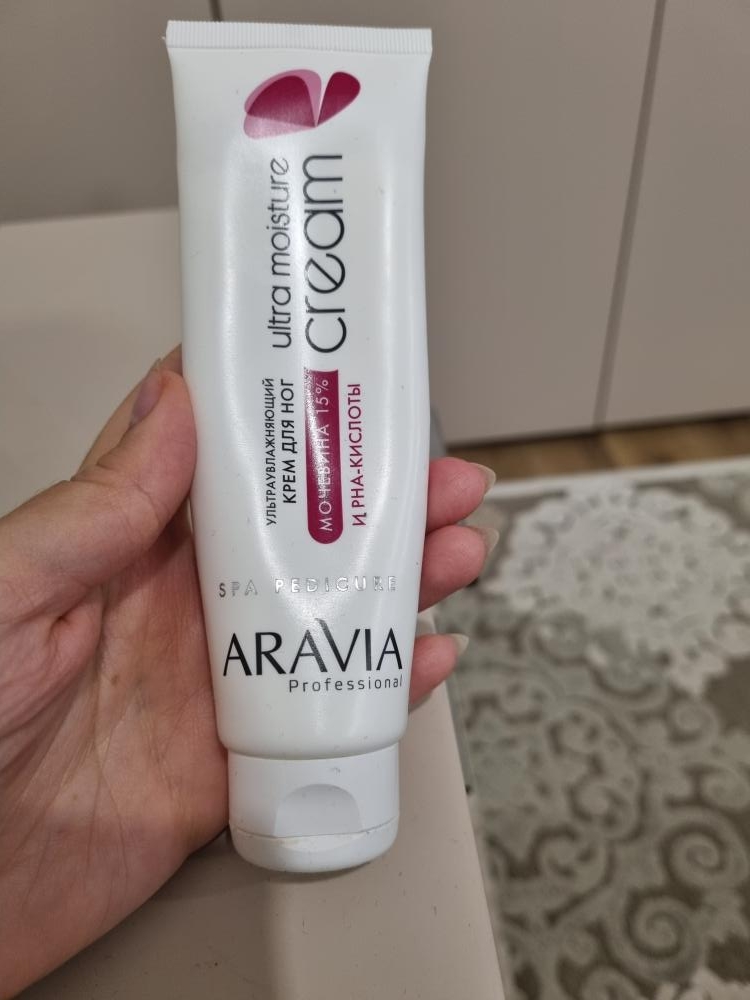 ultra moisture
cream
УЛЬТРАУВЛАЖНЯЮЩИЙ
КРЕМ ДЛЯ НОГ
МОЧЕВИНА 15%
И PHA-КИСЛОТЫ
SPA PEDICURE
ARAVIA
Professional